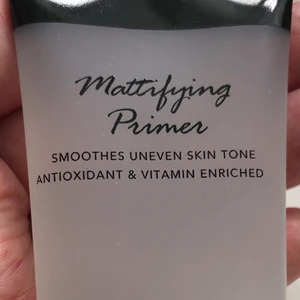 Mattifying
Primer
SMOOTHES UNEVEN SKIN TONE
ANTIOXIDANT & VITAMIN ENRICHED